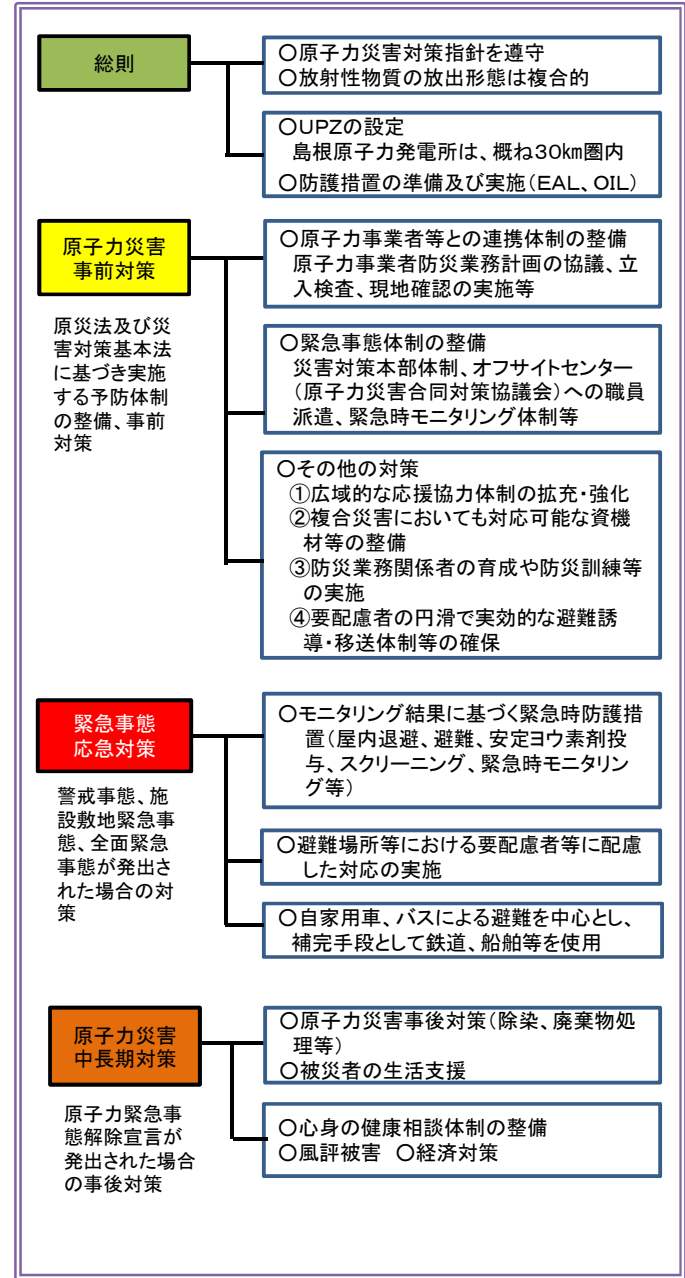 総則
〇原子力災害対策指針を遵守
〇放射性物質の放出形態は複合的
〇UPZの設定
島根原子力発電所は、概ね30km圏内
〇防護措置の準備及び実施(EAL、OIL)
原子力災害
事前対策
原災法及び災
害対策基本法
に基づき実施
する予防体制
の整備、事前
対策
〇原子力事業者等との連携体制の整備
原子力事業者防災業務計画の協議、立
入検査、現地確認の実施等
〇緊急事態体制の整備
災害対策本部体制、オフサイトセンター
(原子力災害合同対策協議会)への職員
派遣、緊急時モニタリング体制等
〇その他の対策
①広域的な応援協力体制の拡充・強化
②複合災害においても対応可能な資機
材等の整備
③防災業務関係者の育成や防災訓練等
の実施
④要配慮者の円滑で実効的な避難誘
導・移送体制等の確保
緊急事態
応急対策
警戒事態、施
設敷地緊急事
態、全面緊急
事態が発出さ
れた場合の対
策
〇モニタリング結果に基づく緊急時防護措
置(屋内退避、避難、安定ヨウ素剤投
与、スクリーニング、緊急時モニタリン
グ等)
〇避難場所等における要配慮者等に配慮
した対応の実施
〇自家用車、バスによる避難を中心とし、
補完手段として鉄道、船舶等を使用
原子力災害
中長期対策
原子力緊急事
態解除宣言が
発出された場合
の事後対策
〇原子力災害事後対策(除染、廃棄物処
理等)
〇被災者の生活支援
〇心身の健康相談体制の整備
〇風評被害 〇経済対策